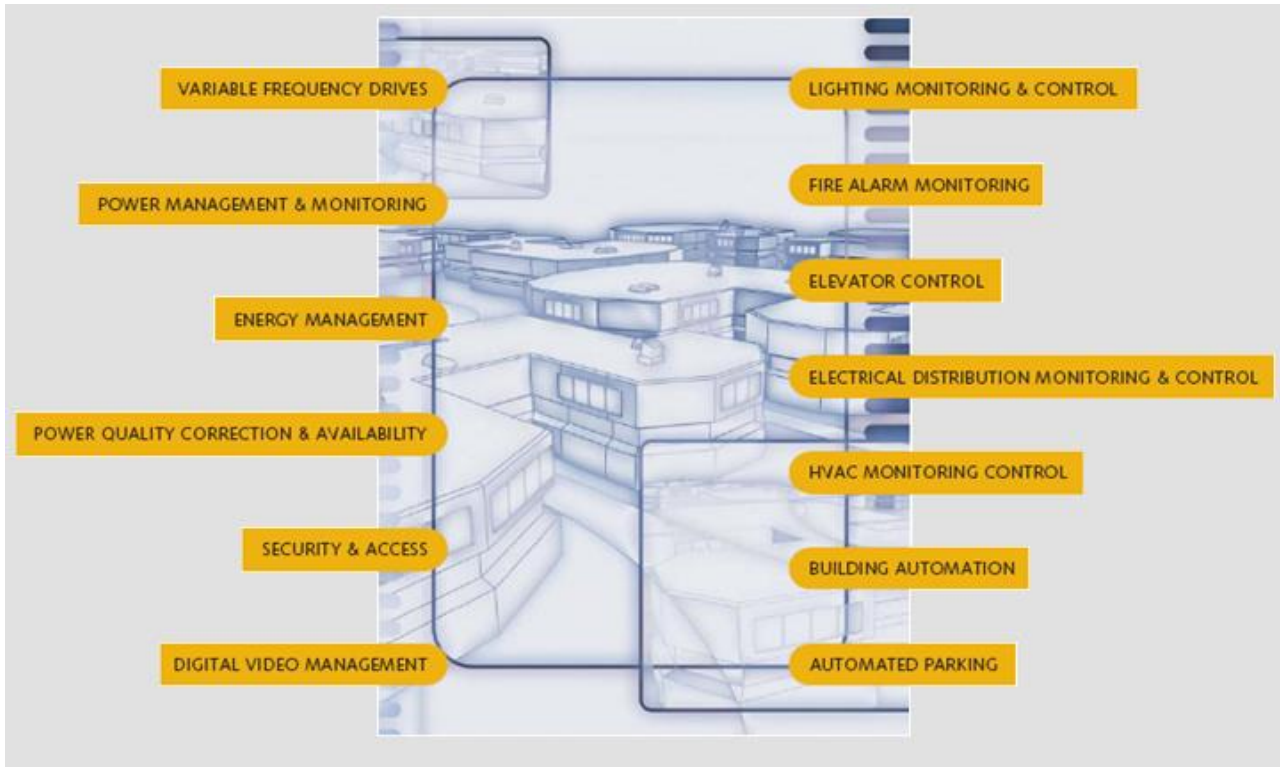 VARIABLE FREQUENCY DRIVES
POWER MANAGEMENT & MONITORING
ENERGY MANAGEMENT
POWER QUALITY CORRECTION & AVAILABILITY
SECURITY & ACCESS
DIGITAL VIDEO MANAGEMENT
LIGHTING MONITORING & CONTROL
FIRE ALARM MONITORING
ELEVATOR CONTROL
ELECTRICAL DISTRIBUTION MONITORING & CONTROL
HVAC MONITORING CONTROL
BUILDING AUTOMATION
AUTOMATED PARKING